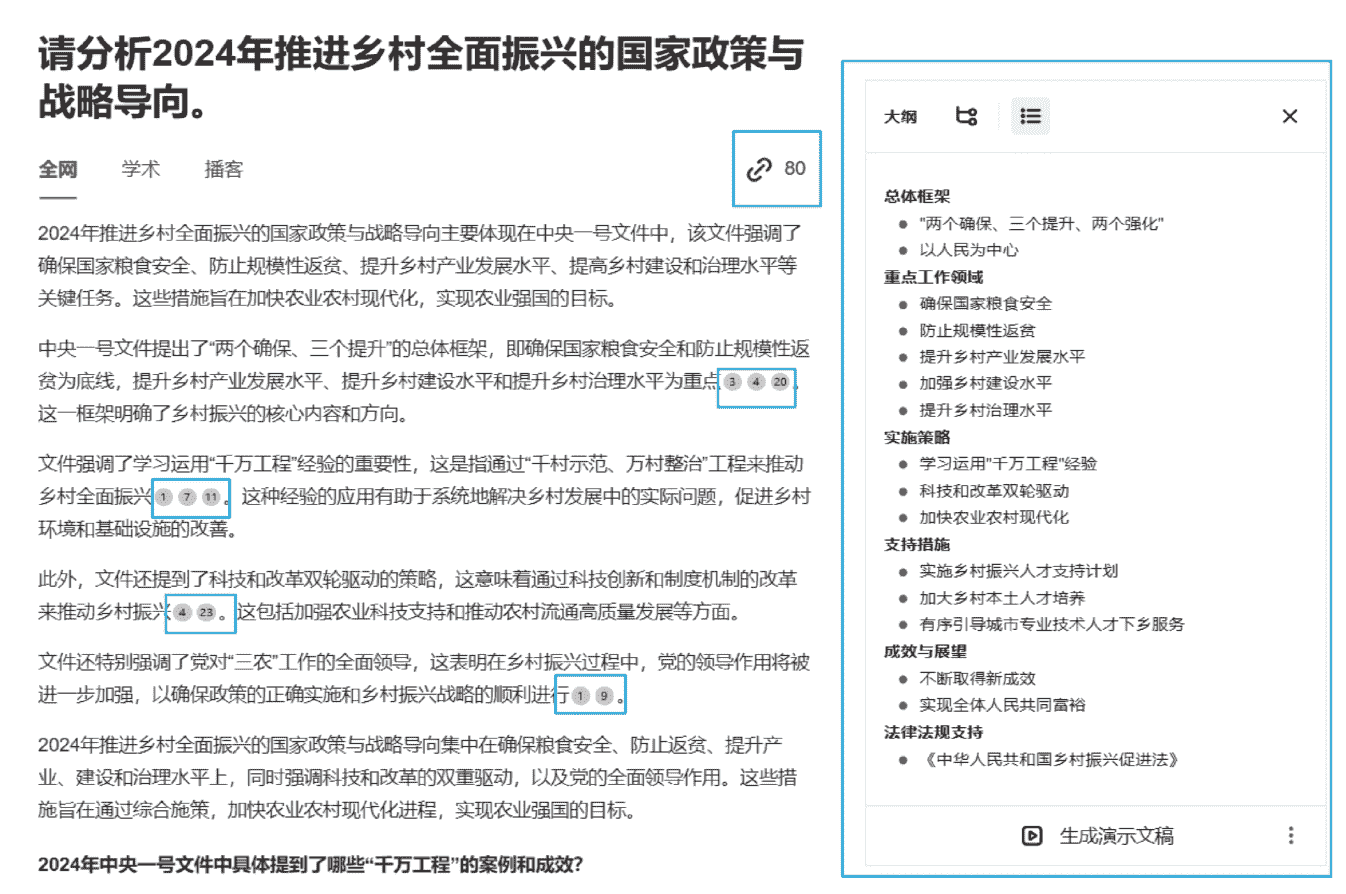 请分析2024年推进乡村全面振兴的国家政策与
战略导向。
全网 学术 播客 80
2024年推进乡村全面振兴的国家政策与战略导向主要体现在中央一号文件中，该文件强调了
确保国家粮食安全、防止规模性返贫、提升乡村产业发展水平、提高乡村建设和治理水平等
关键任务。这些措施旨在加快农业农村现代化，实现农业强国的目标。
中央一号文件提出了“两个确保、三个提升”的总体框架，即确保国家粮食安全和防止规模性返
贫为底线，提升乡村产业发展水平、提升乡村建设水平和提升乡村治理水平为重点 3 4 20 。
这一框架明确了乡村振兴的核心内容和方向。
文件强调了学习运用“千万工程”经验的重要性，这是指通过“千村示范、万村整治”工程来推动
乡村全面振兴 1 7 11 。这种经验的应用有助于系统地解决乡村发展中的实际问题，促进乡村
环境和基础设施的改善。
此外，文件还提到了科技和改革双轮驱动的策略，这意味着通过科技创新和制度机制的改革
来推动乡村振兴 4 23 。这包括加强农业科技支持和推动农村流通高质量发展等方面。
文件还特别强调了党对“三农”工作的全面领导，这表明在乡村振兴过程中，党的领导作用将被
进一步加强，以确保政策的正确实施和乡村振兴战略的顺利进行 1 9 。
2024年推进乡村全面振兴的国家政策与战略导向集中在确保粮食安全、防止返贫、提升产
业、建设和治理水平上，同时强调科技和改革的双重驱动，以及党的全面领导作用。这些措
施旨在通过综合施策，加快农业农村现代化进程，实现农业强国的目标。
2024年中央一号文件中具体提到了哪些“千万工程”的案例和成效？
大纲
总体框架
"两个确保、三个提升、两个强化"
以人民为中心
重点工作领域
确保国家粮食安全
防止规模性返贫
提升乡村产业发展水平
加强乡村建设水平
提升乡村治理水平
实施策略
学习运用"千万工程"经验
科技和改革双轮驱动
加快农业农村现代化
支持措施
实施乡村振兴人才支持计划
加大乡村本土人才培养
有序引导城市专业技术人才下乡服务
成效与展望
不断取得新成效
实现全体人民共同富裕
法律法规支持
《中华人民共和国乡村振兴促进法》
生成演示文稿